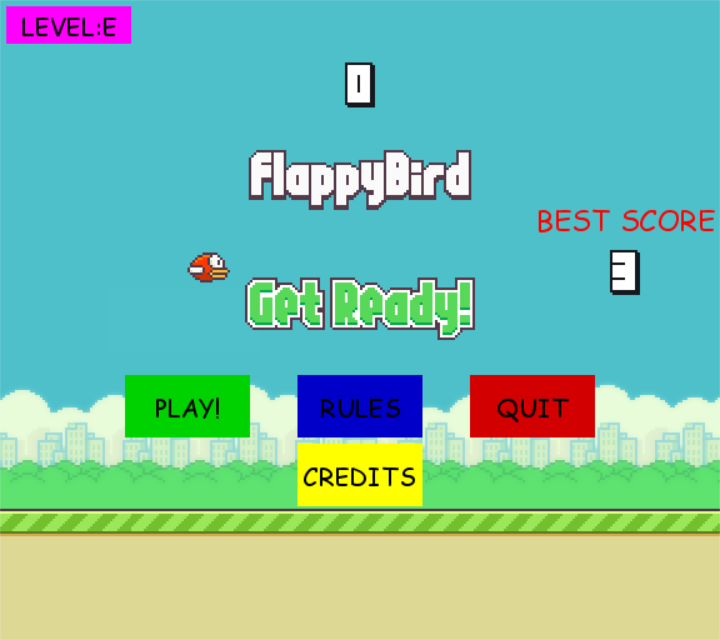 LEVEL:E
0
FlappyBird
BEST SCORE
3
Get Ready!
PLAY!
RULES
QUIT
CREDITS